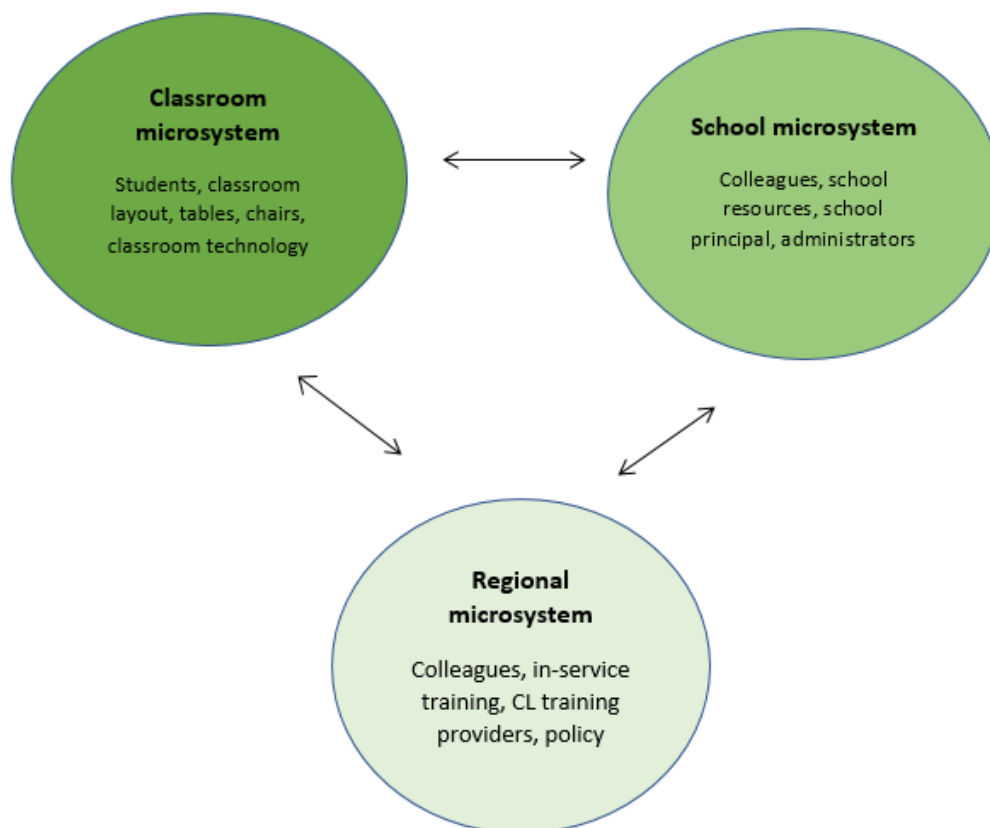 Classroom
microsystem
Students, classroom
layout, tables, chairs,
classroom technology
School microsystem
Colleagues, school
resources, school
principal, administrators
Regional
microsystem
Colleagues, in-service
training, CL training
providers, policy